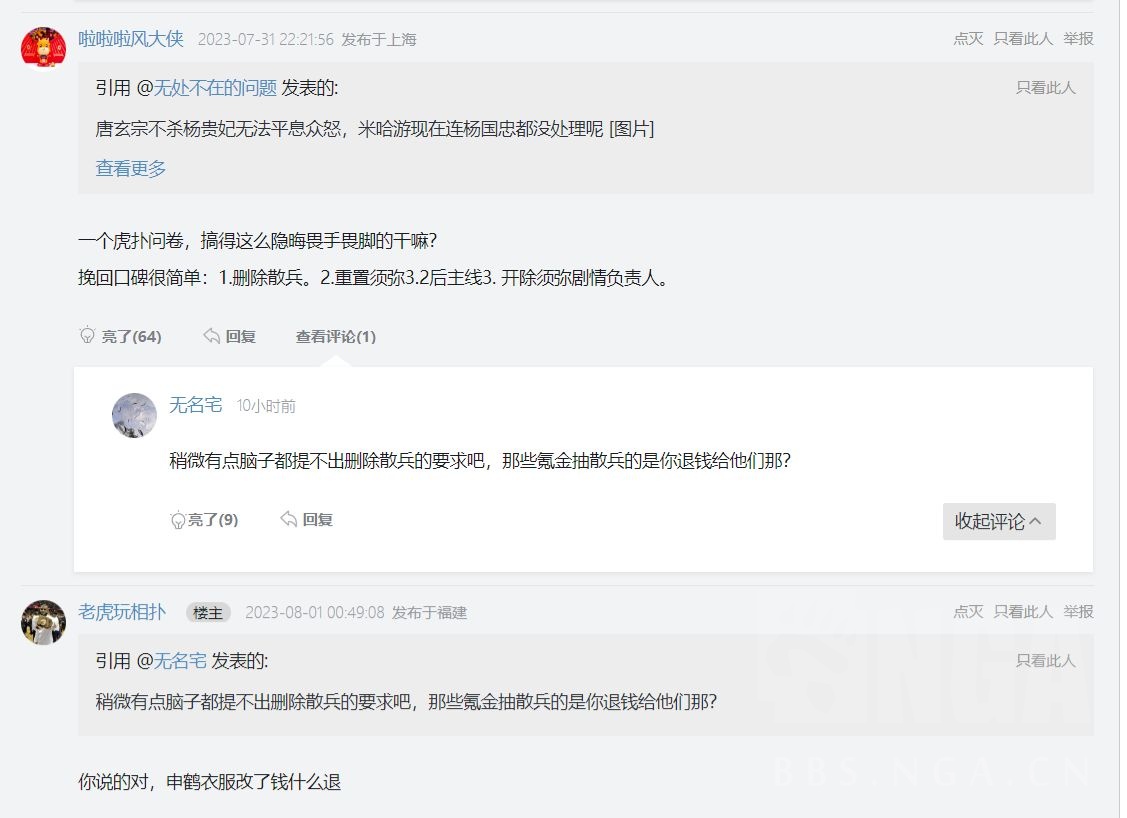 啦啦啦风大侠 2023-07-31 22:21:56 发布于上海 点灭 只看此人 举报
引用 @无处不在的问题 发表的: 只看此人
唐玄宗不杀杨贵妃无法平息众怒，米哈游现在连杨国忠都没处理呢 [图片]
查看更多
一个虎扑问卷，搞得这么隐晦畏手畏脚的干嘛?
挽回口碑很简单：1.删除散兵。2.重置须弥3.2后主线3. 开除须弥剧情负责人。
亮了(64) 回复 查看评论(1)
无名宅 10小时前
稍微有点脑子都提不出删除散兵的要求吧，那些氪金抽散兵的是你退钱给他们那?
亮了(9) 回复 收起评论
老虎玩相扑 楼主 2023-08-01 00:49:08 发布于福建 点灭 只看此人 举报
引用 @无名宅 发表的: 只看此人
稍微有点脑子都提不出删除散兵的要求吧，那些氪金抽散兵的是你退钱给他们那?
NGA
BBS.NGA.CN
你说的对，申鹤衣服改了钱什么退